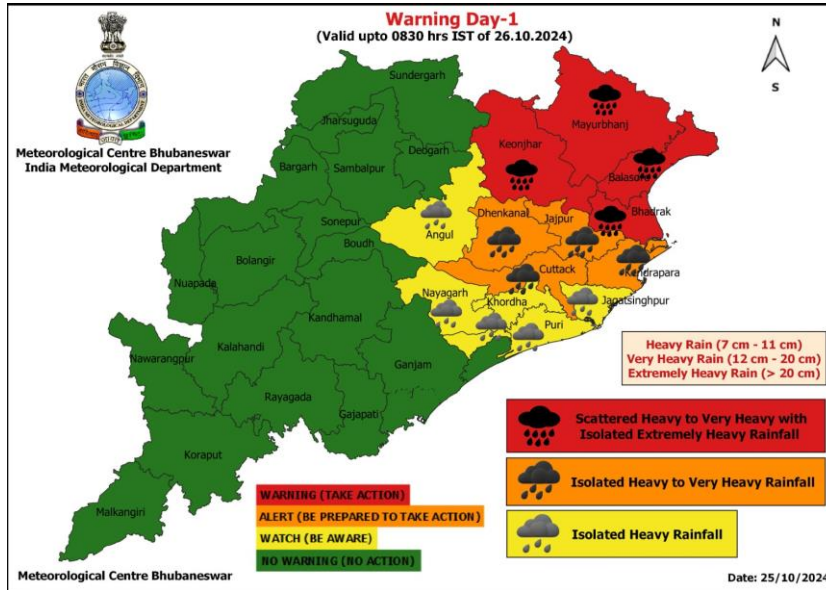 Warning Day-1
(Valid upto 0830 hrs IST of 26.10.2024)
N
S
Meteorological Centre Bhubaneswar
India Meteorological Department
Sundergarh
Jharsuguda
Deogarh
Bargarh
Sambalpur
Keonjhar
Mayurbhanj
Balasore
Bhadrak
Sonepur
Boudh
Angul
Dhenkanal
Jajpur
Bolangir
Nuapada
Cuttack
Kendrapara
Nayagarh
Khordha
Jagatsinghpur
Puri
Kandhamal
Kalahandi
Nawarangpur
Ganjam
Rayagada
Gajapati
Koraput
Malkangiri
Heavy Rain (7 cm - 11 cm)
Very Heavy Rain (12 cm - 20 cm)
Extremely Heavy Rain (> 20 cm)
Scattered Heavy to Very Heavy with
Isolated Extremely Heavy Rainfall
Isolated Heavy to Very Heavy Rainfall
Isolated Heavy Rainfall
WARNING (TAKE ACTION)
ALERT (BE PREPARED TO TAKE ACTION)
WATCH (BE AWARE)
NO WARNING (NO ACTION)
Meteorological Centre Bhubaneswar
Date: 25/10/2024